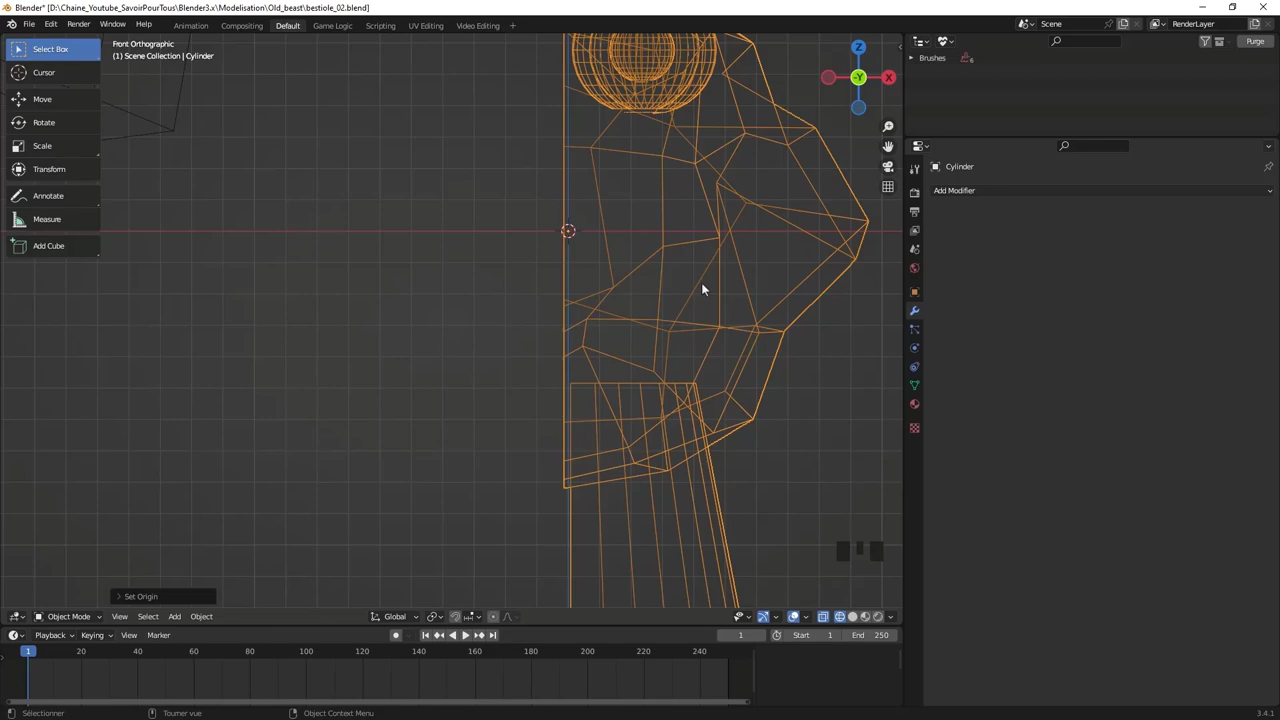 Blender* [D:\Chaine_Youtube_SavoirPourTous\Blender3.x\Modelisation\Old_beast\bestiole_02.blend]
File Edit Render Window Help Animation Compositing Default Game Logic Scripting UV Editing Video Editing + Scene RenderLayer
Select Box
Cursor
Move
Rotate
Scale
Transform
Annotate
Measure
Add Cube
Front Orthographic
(1) Scene Collection | Cylinder
Z
-Y
X
Purge
Brushes 6
Cylinder
Add Modifier
Set Origin
Object Mode View Select Add Object Global
Playback Keying View Marker 1 Start 1 End 250
1 20 40 60 80 100 120 140 160 180 200 220 240
Sélectionner Tourner vue Object Context Menu 3.4.1